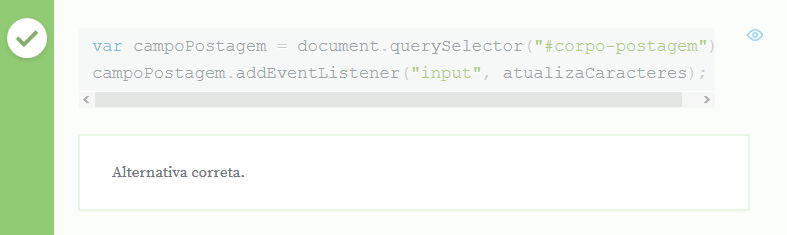 var campoPostagem = document.querySelector("#corpo-postagem")
campoPostagem.addEventListener("input", atualizaCaracteres);
Alternativa correta.